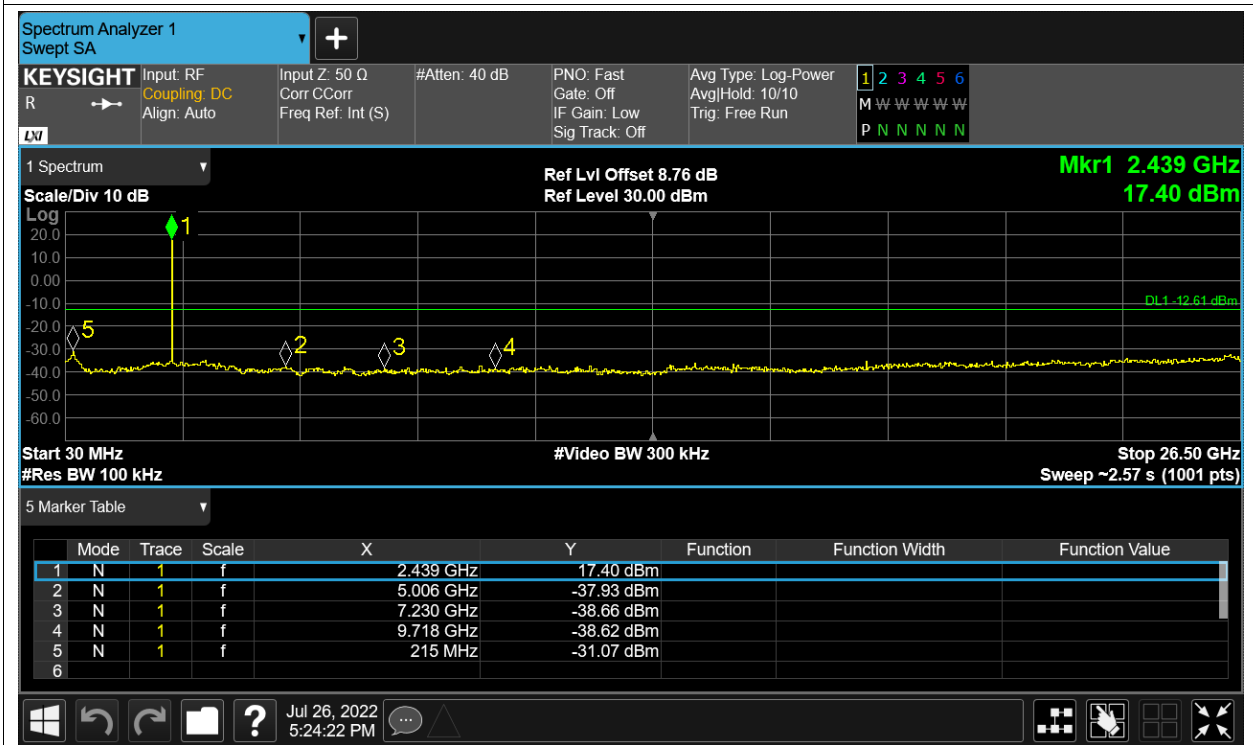 Spectrum Analyzer 1
Swept SA
+
KEYSIGHT Input: RF Input Z: 50 Ω #Atten: 40 dB PNO: Fast Avg Type: Log-Power 1 2 3 4 5 6
R Coupling: DC Corr CCorr Gate: Off Avg|Hold: 10/10 M W W W W W
Align: Auto Freq Ref: Int (S) IF Gain: Low Trig: Free Run
LXI Sig Track: Off P N N N N N
1 Spectrum
Ref Lvl Offset 8.76 dB Mkr1 2.439 GHz
Scale/Div 10 dB Ref Level 30.00 dBm 17.40 dBm
Log
1
20.0
10.0
0.00
-10.0 DL1 -12.61 dBm
-20.0
5
-30.0
2 3 4
-40.0
-50.0
-60.0
Start 30 MHz #Video BW 300 kHz Stop 26.50 GHz
#Res BW 100 kHz Sweep ~2.57 s (1001 pts)
5 Marker Table
Mode Trace Scale X Y Function Function Width Function Value
1 N 1 f 2.439 GHz 17.40 dBm
2 N 1 f 5.006 GHz -37.93 dBm
3 N 1 f 7.230 GHz -38.66 dBm
4 N 1 f 9.718 GHz -38.62 dBm
5 N 1 f 215 MHz -31.07 dBm
6
? Jul 26, 2022
5:24:22 PM